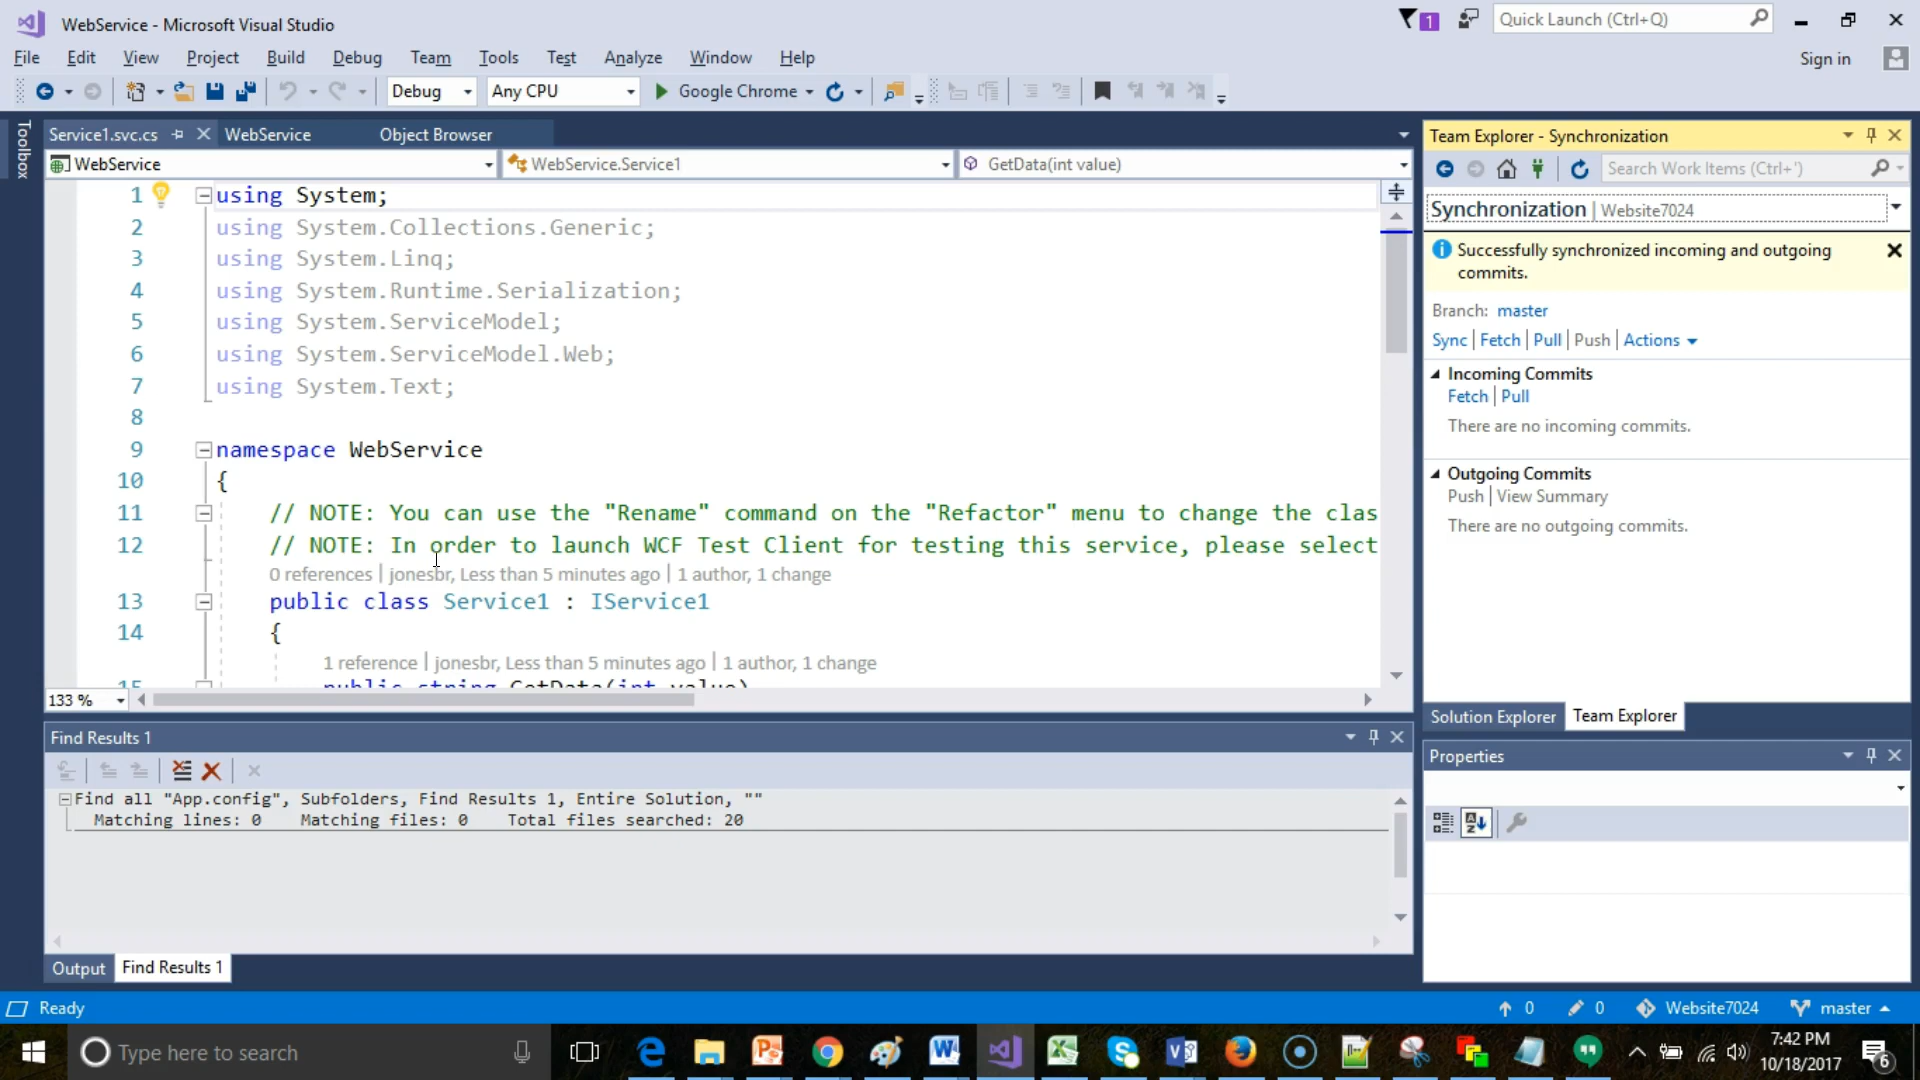 WebService - Microsoft Visual Studio
1
Quick Launch (Ctrl+Q)
File Edit View Project Build Debug Team Tools Test Analyze Window Help
Sign in
Debug Any CPU Google Chrome
Toolbox
Service1.svc.cs WebService Object Browser
WebService WebService.Service1 GetData(int value)
1 using System;
2 using System.Collections.Generic;
3 using System.Linq;
4 using System.Runtime.Serialization;
5 using System.ServiceModel;
6 using System.ServiceModel.Web;
7 using System.Text;
8
9 namespace WebService
10 {
11 // NOTE: You can use the "Rename" command on the "Refactor" menu to change the clas
12 // NOTE: In order to launch WCF Test Client for testing this service, please select
0 references | jonesbr, Less than 5 minutes ago | 1 author, 1 change
13 public class Service1 : IService1
14 {
1 reference | jonesbr, Less than 5 minutes ago | 1 author, 1 change
15 public string GetData(int value)
133 %
Team Explorer - Synchronization
Search Work Items (Ctrl+')
Synchronization | Website7024
Successfully synchronized incoming and outgoing
commits.
Branch: master
Sync | Fetch | Pull | Push | Actions
Incoming Commits
Fetch | Pull
There are no incoming commits.
Outgoing Commits
Push | View Summary
There are no outgoing commits.
Solution Explorer Team Explorer
Properties
Find Results 1
Find all "App.config", Subfolders, Find Results 1, Entire Solution, ""
Matching lines: 0 Matching files: 0 Total files searched: 20
Output Find Results 1
Ready
0 0 Website7024 master
Type here to search
7:42 PM
10/18/2017
6